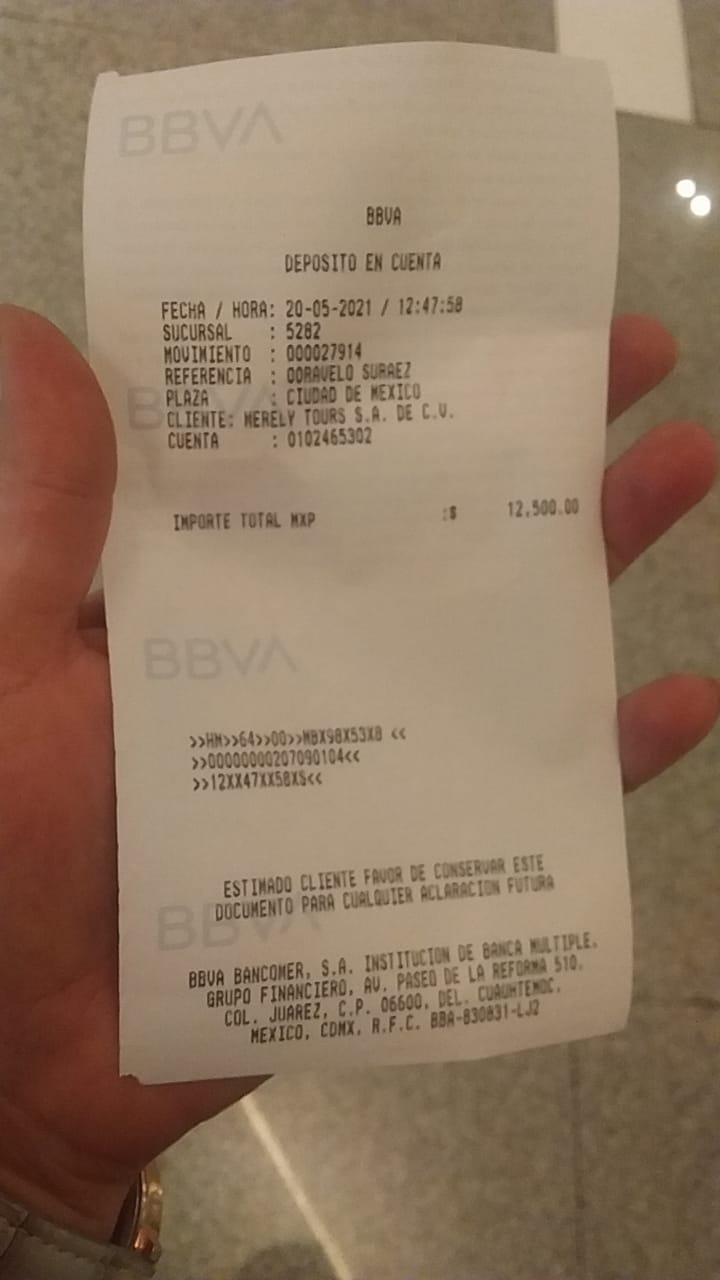 BBVA
BBVA
DEPOSITO EN CUENTA
FECHA / HORA: 20-05-2021 / 12:47:58
SUCURSAL : 5282
MOVIMIENTO : 000027914
REFERENCIA : OORAVELO SURAEZ
PLAZA : CIUDAD DE MEXICO
CLIENTE: MERELY TOURS S.A. DE C.V.
CUENTA : 0102465302
IMPORTE TOTAL MXP :$ 12,500.00
BBVA
>>HM>>64>>00>>MBX98X53X8 <<
>>00000000207090104<<
>>12XX47XX58XS<<
ESTIMADO CLIENTE FAVOR DE CONSERVAR ESTE
DOCUMENTO PARA CUALQUIER ACLARACION FUTURA
BBVA
BBVA BANCOMER, S.A. INSTITUCION DE BANCA MULTIPLE,
GRUPO FINANCIERO, AV. PASEO DE LA REFORMA 510,
COL. JUAREZ, C.P. 06600, DEL. CUAUHTEMOC,
MEXICO, CDMX, R.F.C. BBA-830831-LJ2